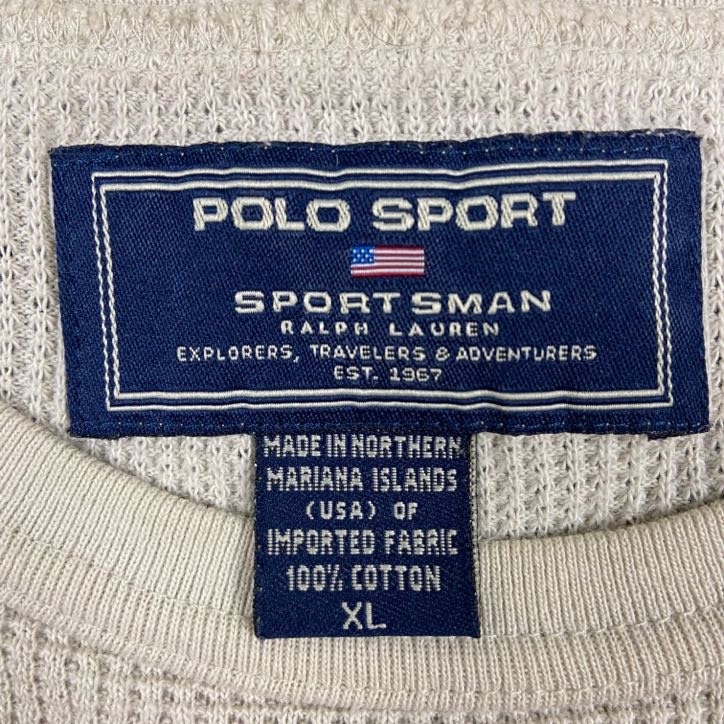 POLO SPORT
SPORTSMAN
RALPH LAUREN
EXPLORERS, TRAVELERS & ADVENTURERS
EST. 1967
MADE IN NORTHERN
MARIANA ISLANDS
(USA) OF
IMPORTED FABRIC
100% COTTON
XL